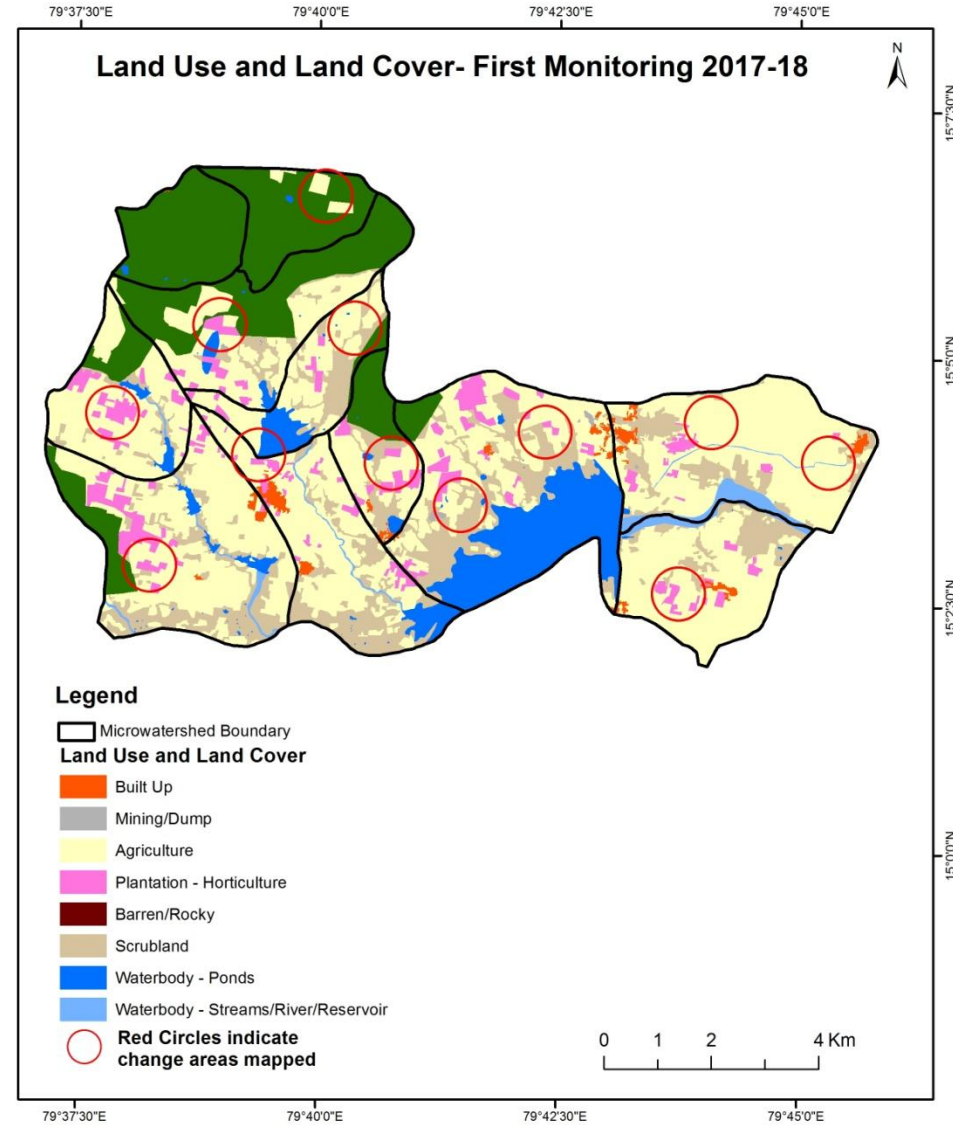 79°37'30"E 79°40'0"E 79°42'30"E 79°45'0"E
Land Use and Land Cover- First Monitoring 2017-18
N
15°7'30"N
15°5'0"N
15°2'30"N
15°0'0"N
Legend
Microwatershed Boundary
Land Use and Land Cover
Built Up
Mining/Dump
Agriculture
Plantation - Horticulture
Barren/Rocky
Scrubland
Waterbody - Ponds
Waterbody - Streams/River/Reservoir
Red Circles indicate
change areas mapped
0 1 2 4 Km
79°37'30"E 79°40'0"E 79°42'30"E 79°45'0"E